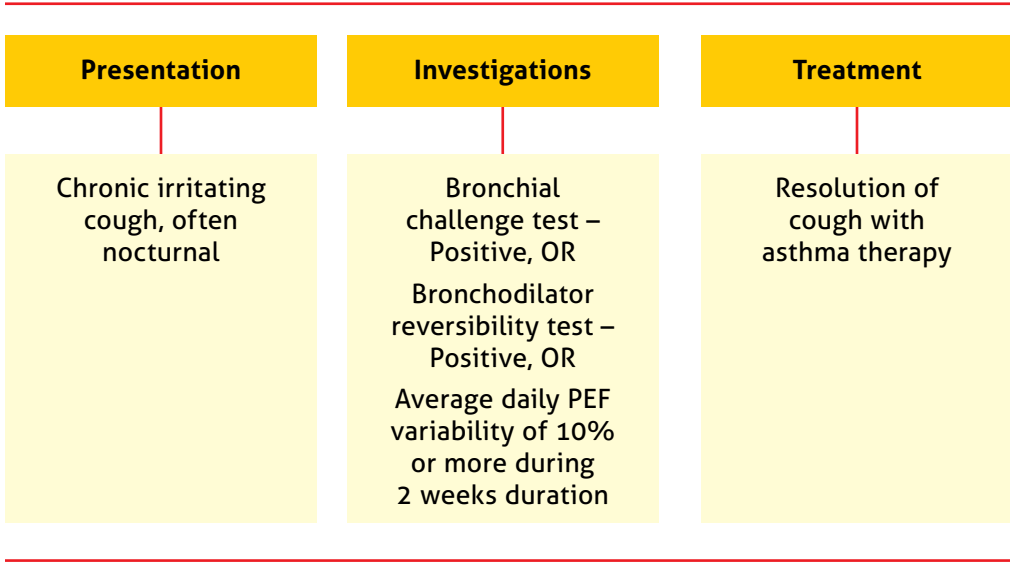 Presentation
Chronic irritating
cough, often
nocturnal
Investigations
Bronchial
challenge test –
Positive, OR
Bronchodilator
reversibility test –
Positive, OR
Average daily PEF
variability of 10%
or more during
2 weeks duration
Treatment
Resolution of
cough with
asthma therapy